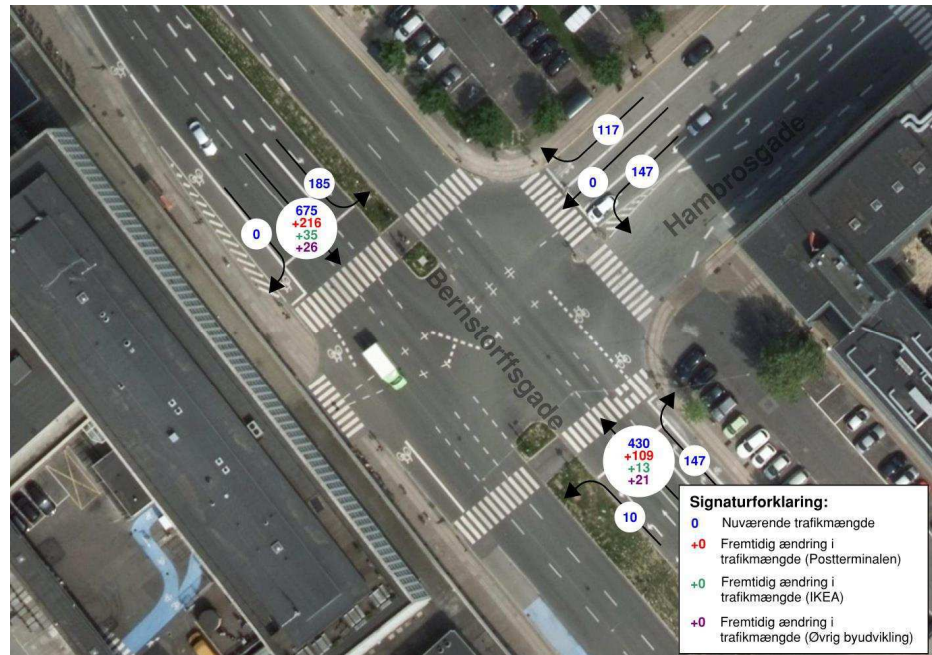 117
0
147
Hambrosgade
185
675
+216
+35
+26
0
Bernstorffsgade
430
+109
+13
+21
147
10
Signaturforklaring:
0 Nuværende trafikmængde
+0 Fremtidig ændring i
trafikmængde (Postterminalen)
+0 Fremtidig ændring i
trafikmængde (IKEA)
+0 Fremtidig ændring i
trafikmængde (Øvrig byudvikling)